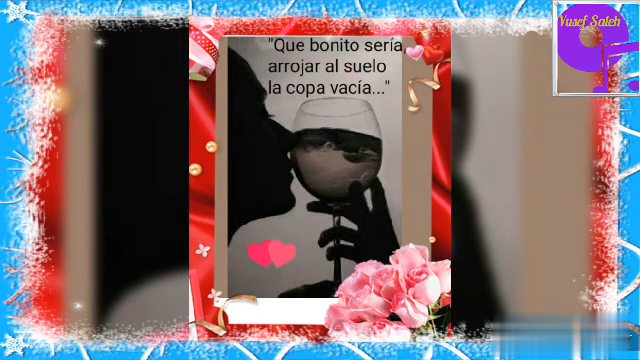 "Que bonito sería
arrojar al suelo
la copa vacía..."
Yusef Saleh